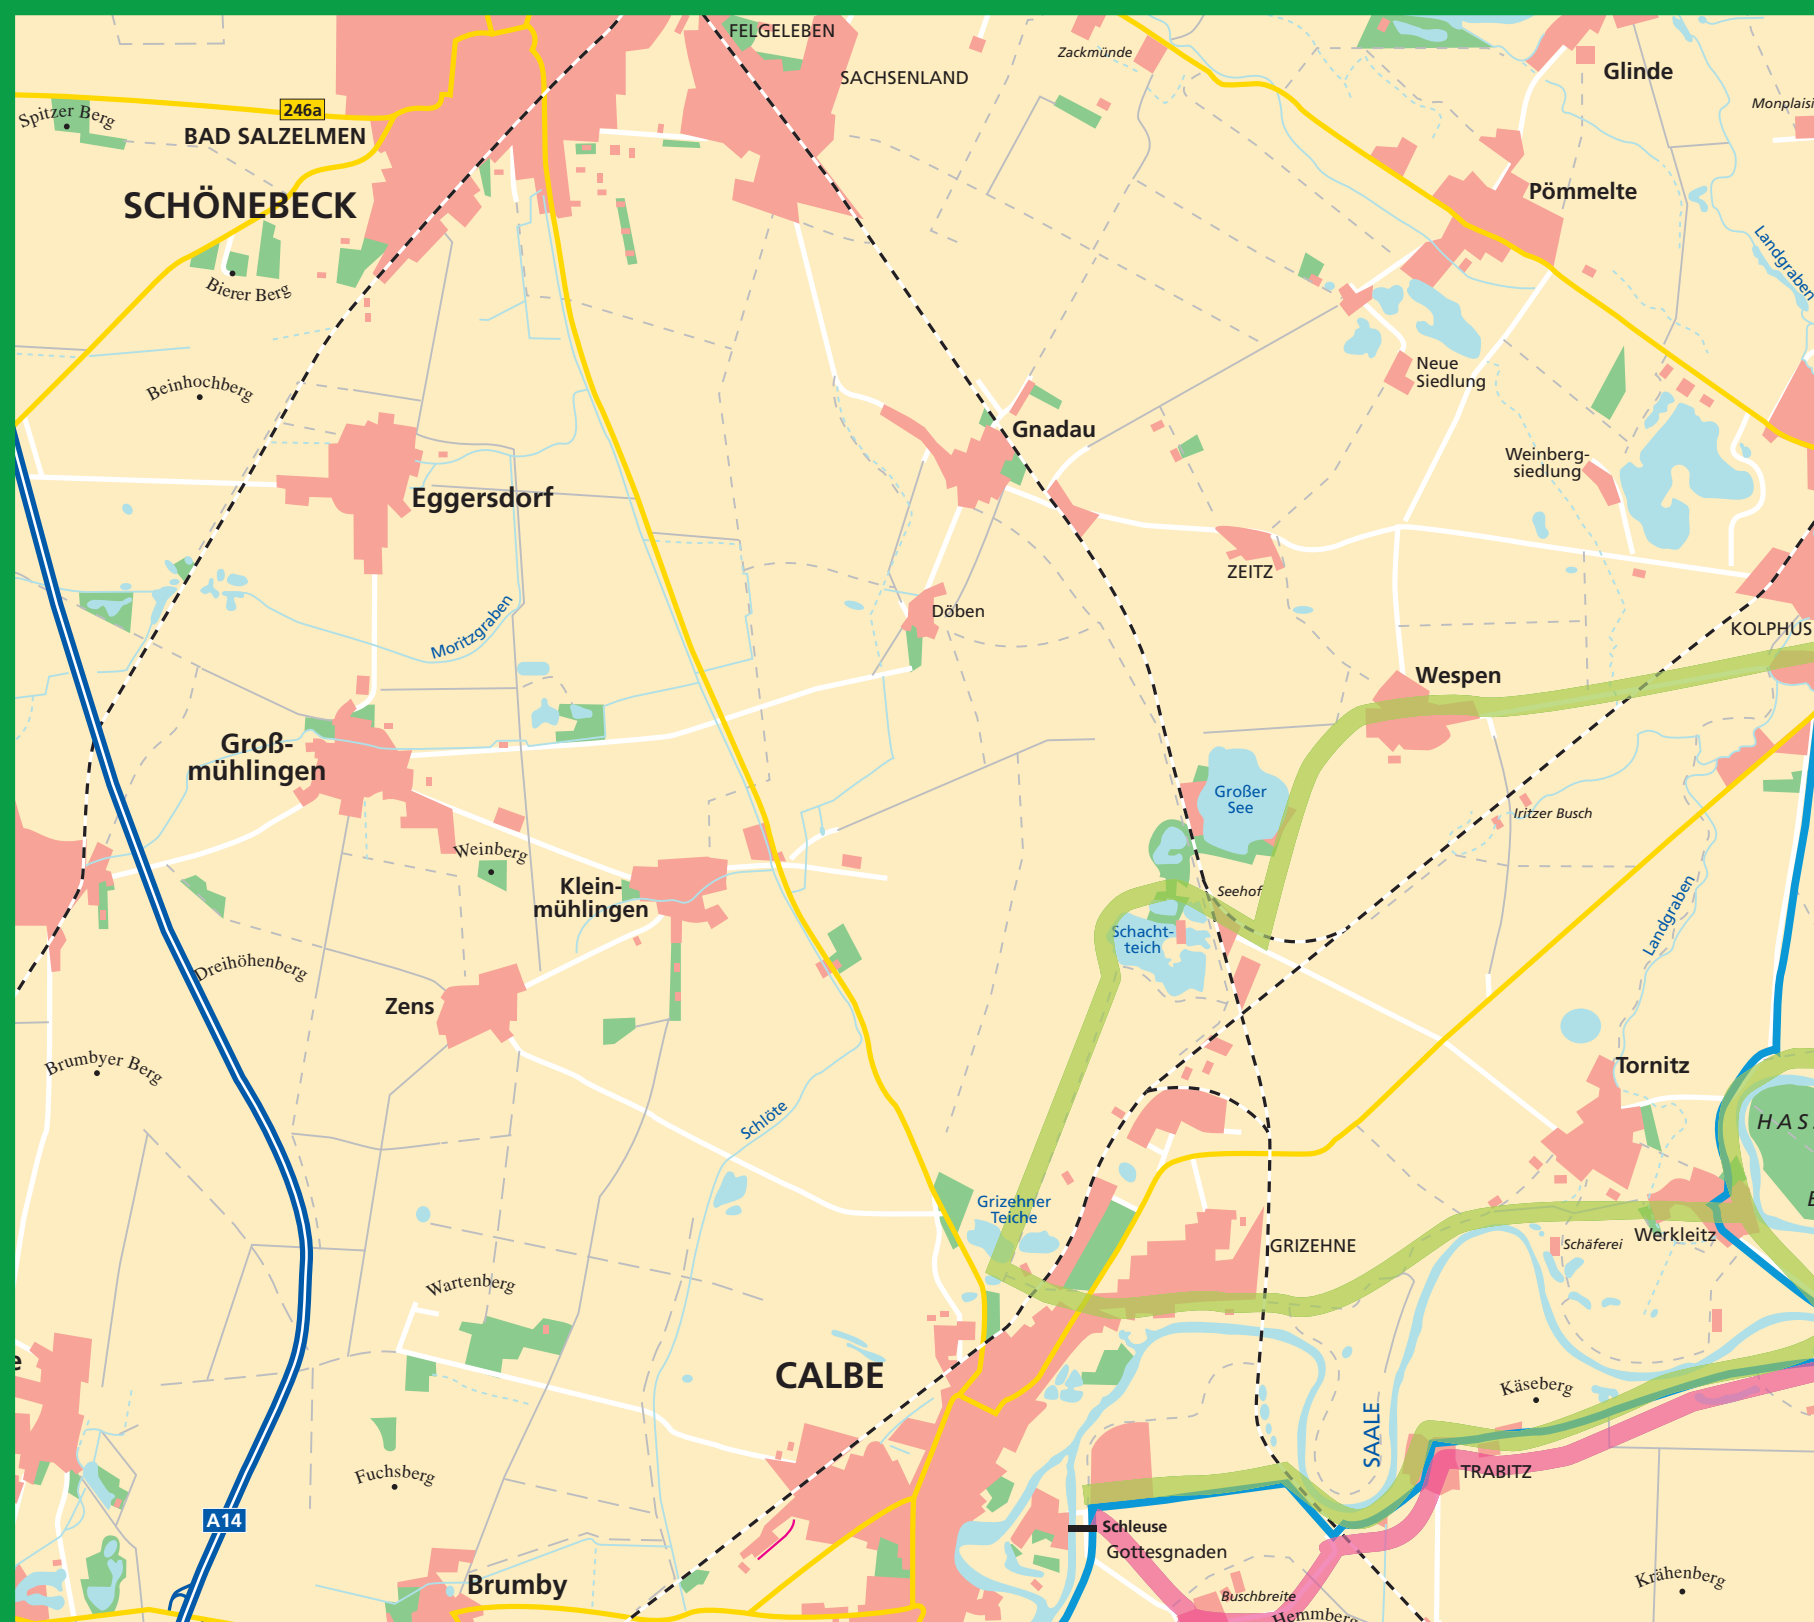 FELGELEBEN
SACHSENLAND
Zackmünde
Glinde
Monplaisi
Spitzer Berg
246a
BAD SALZELMEN
SCHÖNEBECK
Pömmelte
Landgraben
Bierer Berg
Neue
Siedlung
Beinhochberg
Gnadau
Weinberg-
siedlung
Eggersdorf
ZEITZ
Döben
Moritzgraben
KOLPHUS
Wespen
Groß-
mühlingen
Großer
See
Iritzer Busch
Weinberg
Klein-
mühlingen
Seehof
Schacht-
teich
Landgraben
Dreihöhenberg
Zens
Brumbyer Berg
Tornitz
Schlöte
HAS
Grizehner
Teiche
GRIZEHNE
Schäferei
Werkleitz
Wartenberg
e
CALBE
Käseberg
SAALE
Fuchsberg
TRABITZ
A14
Schleuse
Gottesgnaden
Brumby
Buschbreite
Krähenberg
Hemmberg